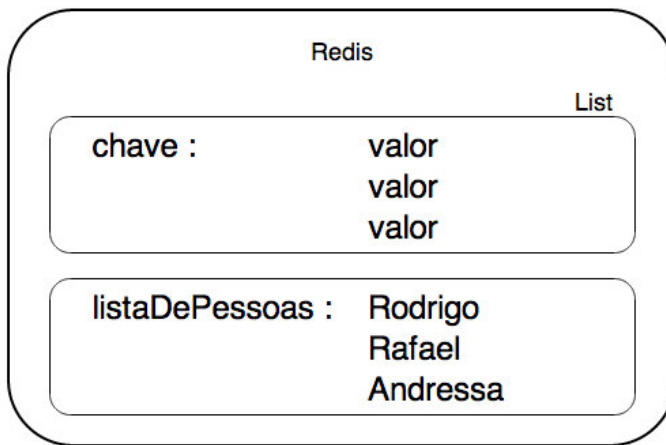 Redis
List
chave : valor
valor
valor
listaDePessoas : Rodrigo
Rafael
Andressa